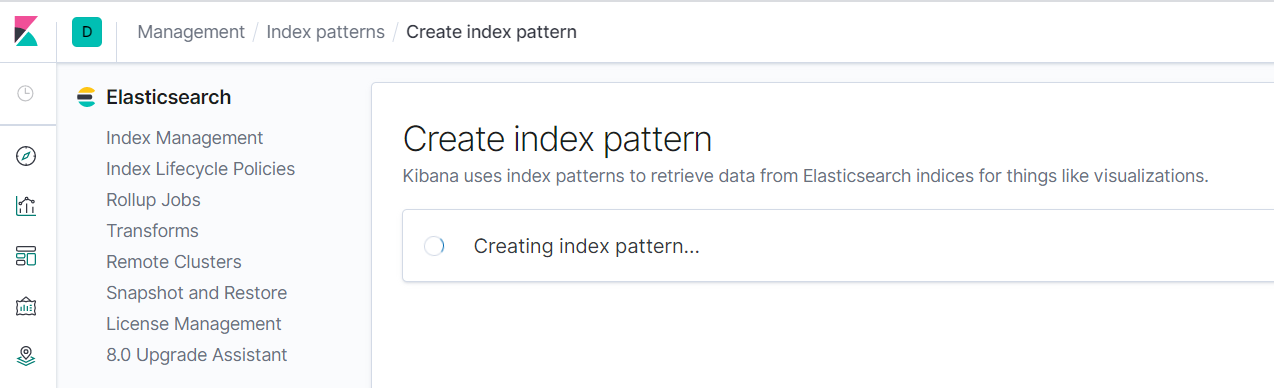 D
Management / Index patterns / Create index pattern
Elasticsearch
Index Management
Index Lifecycle Policies
Rollup Jobs
Transforms
Remote Clusters
Snapshot and Restore
License Management
8.0 Upgrade Assistant
Create index pattern
Kibana uses index patterns to retrieve data from Elasticsearch indices for things like visualizations.
Creating index pattern...